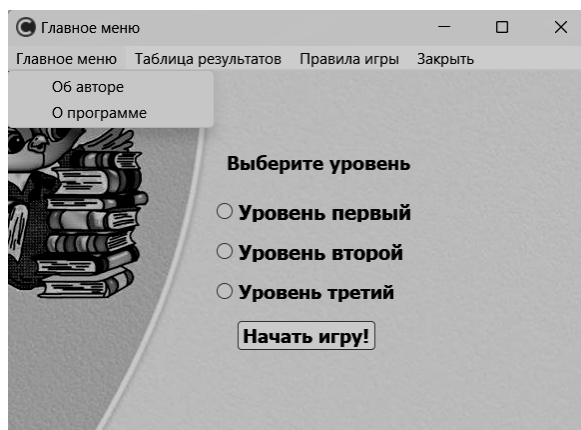 Главное меню
Главное меню Таблица результатов Правила игры Закрыть
Об авторе
О программе
Выберите уровень
Уровень первый
Уровень второй
Уровень третий
Начать игру!